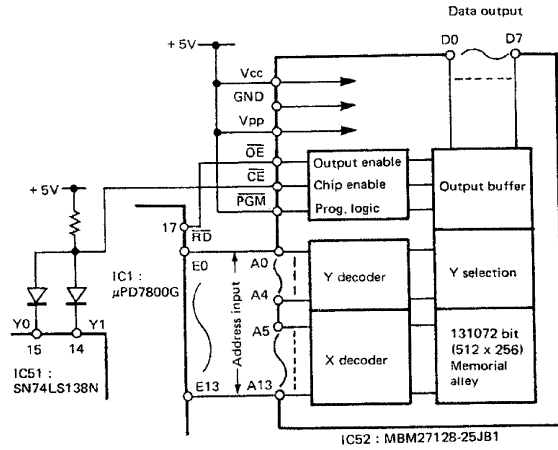 Data output
D0 D7
+5V
Vcc
GND
Vpp
OE
CE
PGM
Output enable
Chip enable
Prog. logic
Output buffer
+5V
17
RD
IC1 :
μPD7800G
E0
E13
Address input
A0
A4
A5
A13
Y decoder
X decoder
Y selection
131072 bit
(512 x 256)
Memorial
alley
Y0 Y1
15 14
IC51 :
SN74LS138N
IC52 : MBM27128-25JB1